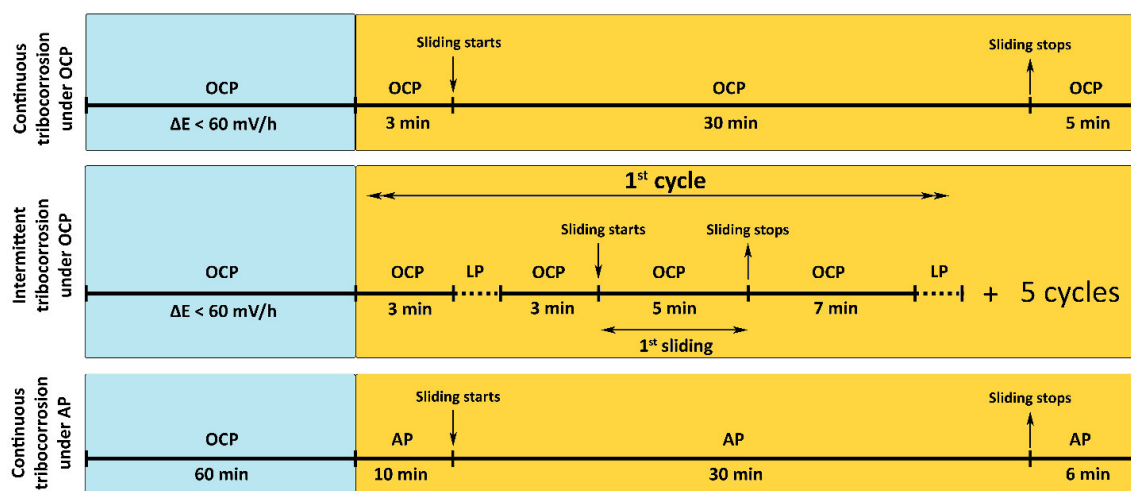 Continuous
tribocorrosion
under OCP
OCP
ΔE < 60 mV/h
OCP
3 min
Sliding starts
OCP
30 min
Sliding stops
OCP
5 min
Intermittent
tribocorrosion
under OCP
OCP
ΔE < 60 mV/h
1st cycle
Sliding starts
Sliding stops
OCP
LP
OCP
OCP
OCP
LP
3 min
3 min
5 min
7 min
1st sliding
+ 5 cycles
Continuous
tribocorrosion
under AP
OCP
60 min
AP
10 min
Sliding starts
AP
30 min
Sliding stops
AP
6 min